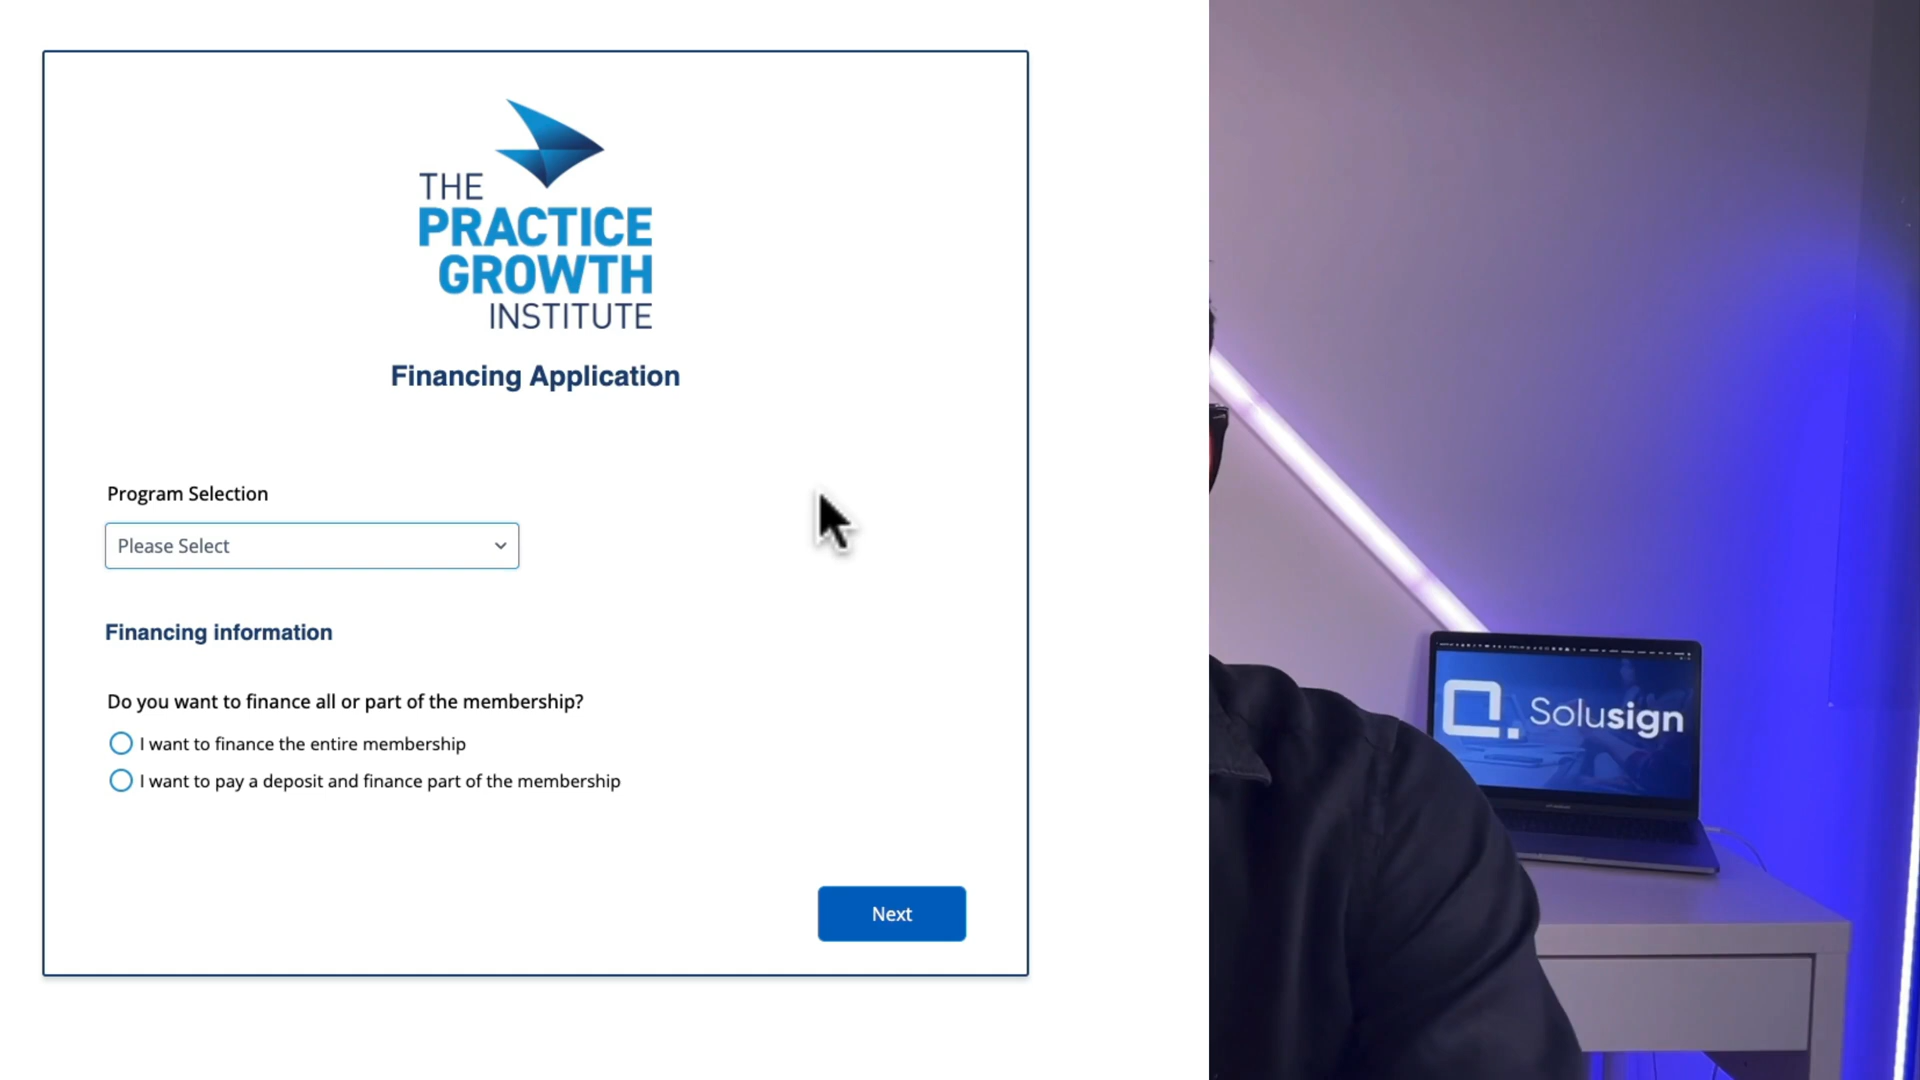 THE
PRACTICE
GROWTH
INSTITUTE
Financing Application
Program Selection
Please Select
Financing information
Do you want to finance all or part of the membership?
I want to finance the entire membership
I want to pay a deposit and finance part of the membership
Next
Solusign